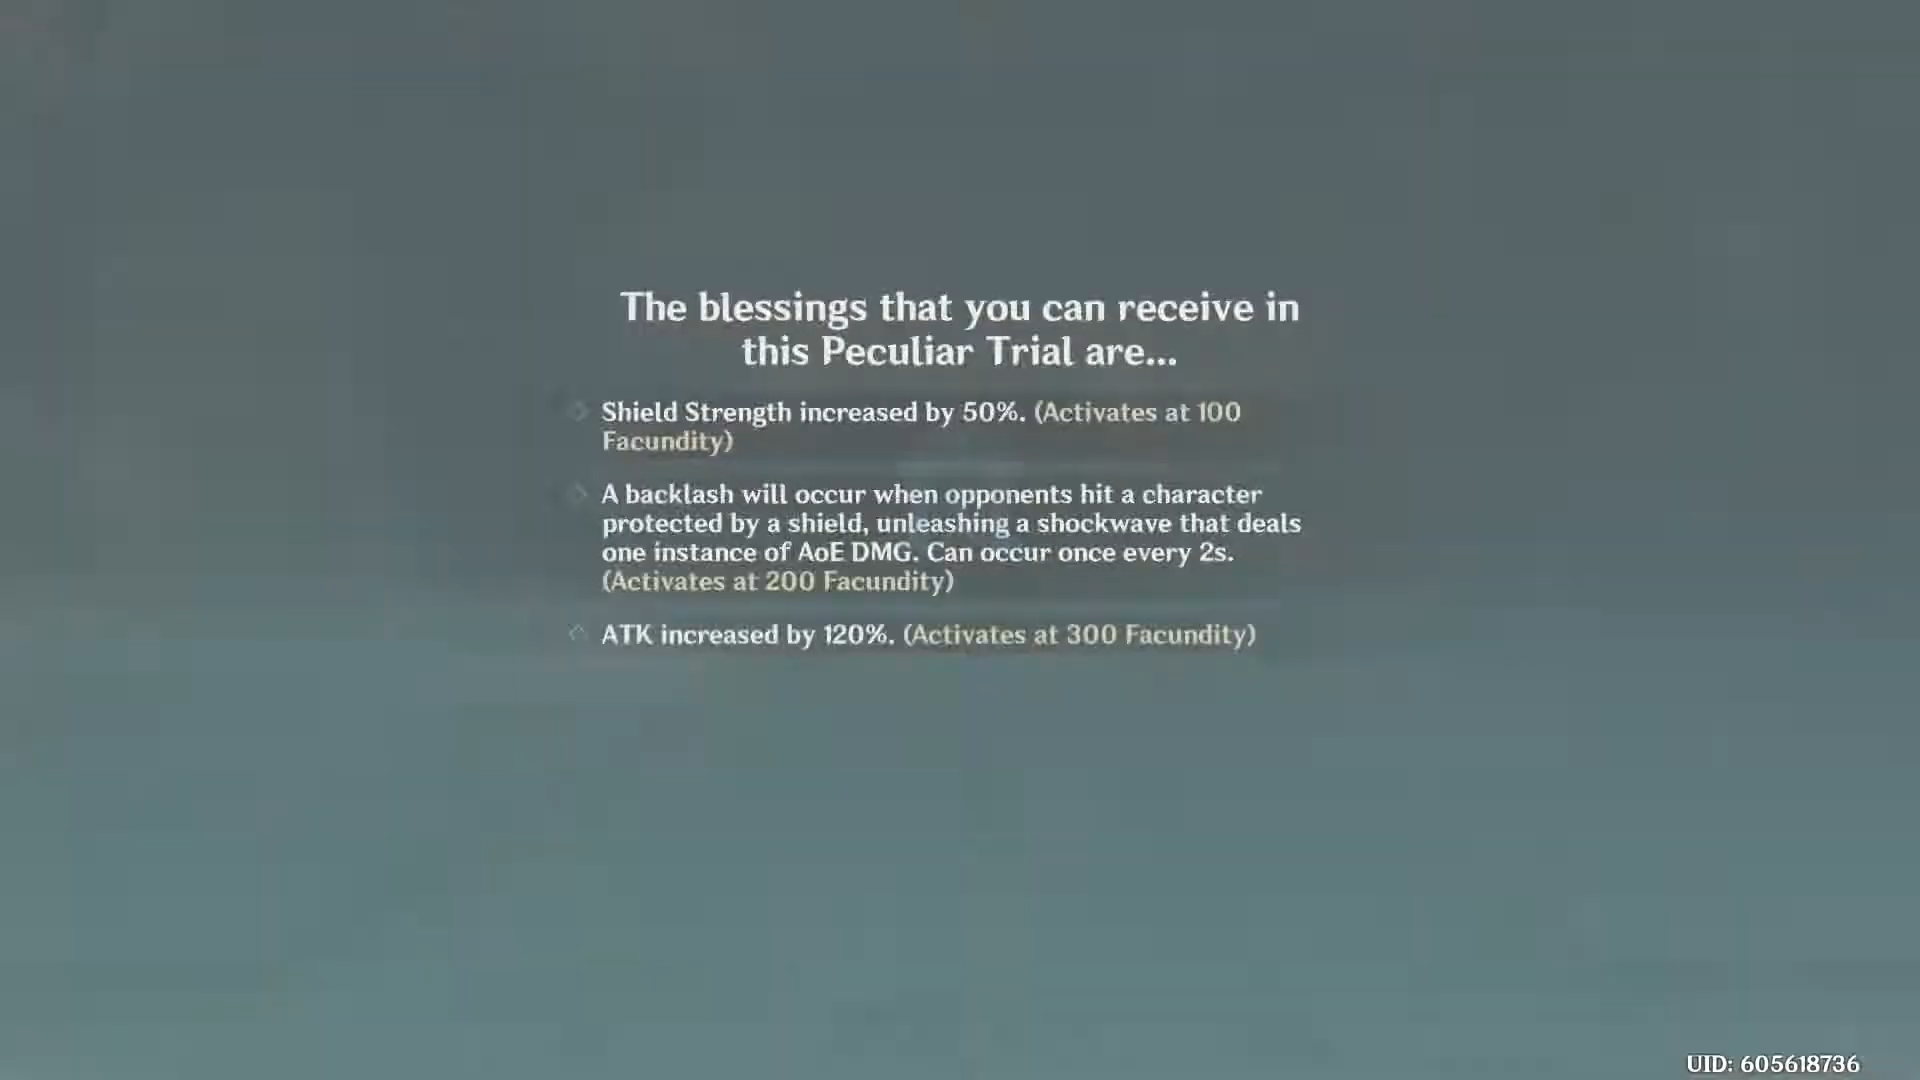 The blessings that you can receive in
this Peculiar Trial are...
Shield Strength increased by 50%. (Activates at 100
Facundity)
A backlash will occur when opponents hit a character
protected by a shield, unleashing a shockwave that deals
one instance of AoE DMG. Can occur once every 2s.
(Activates at 200 Facundity)
ATK increased by 120%. (Activates at 300 Facundity)
UID: 605618736